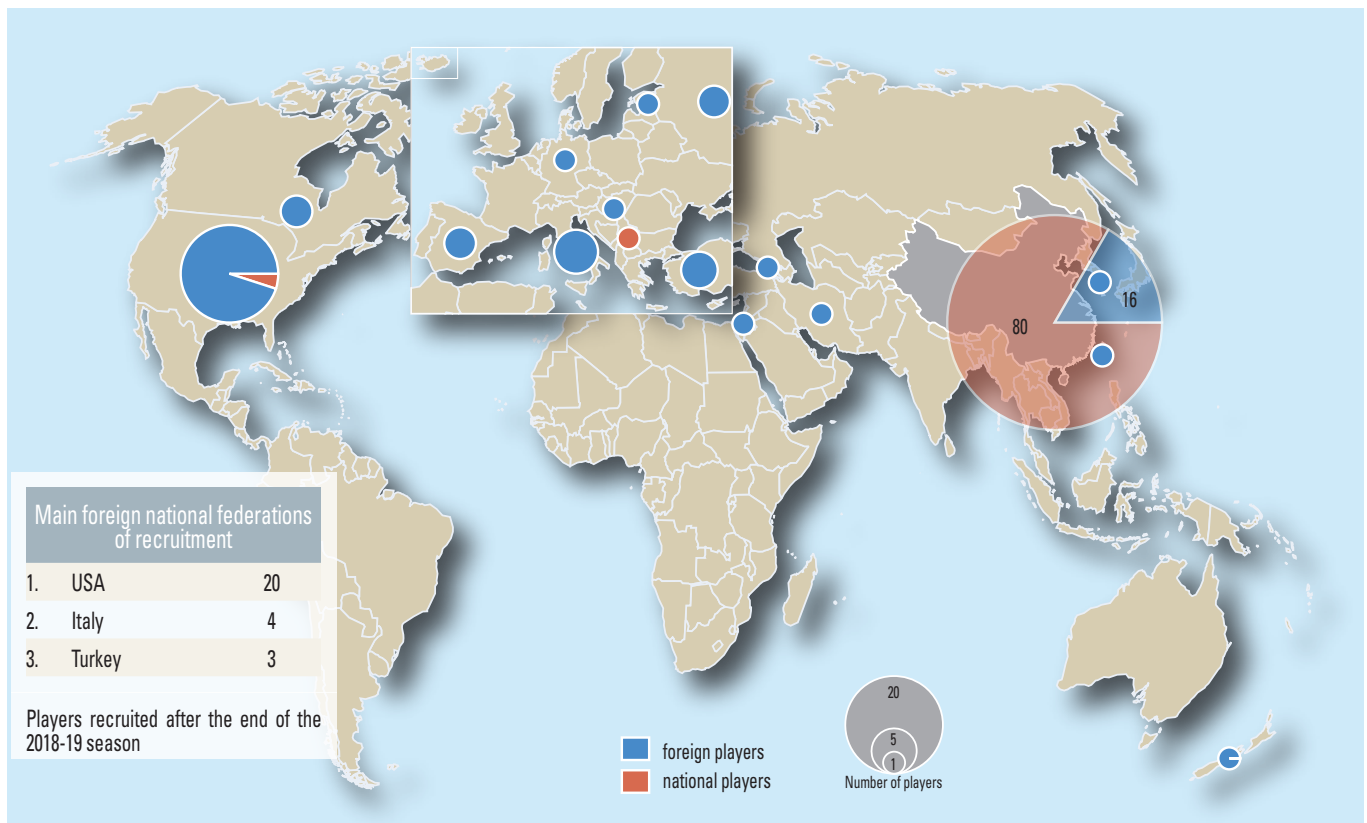 80
16
Main foreign national federations
of recruitment
1. USA 20
2. Italy 4
3. Turkey 3
Players recruited after the end of the
2018-19 season
foreign players
national players
20
5
1
Number of players